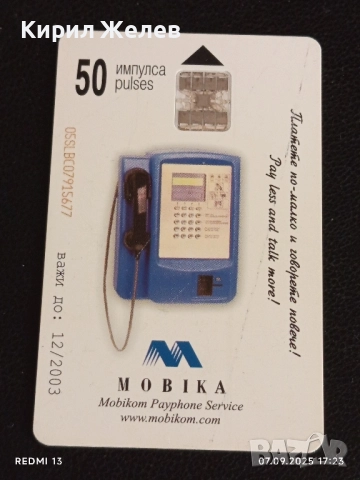 Кирил Желев
50 импулса
pulses
05SLBC07915677
важи до: 12/2003
Платете по-малко и говорете повече!
Pay less and talk more!
MOBIKA
Mobikom Payphone Service
www.mobikom.com
REDMI 13
07.09.2025 17:23